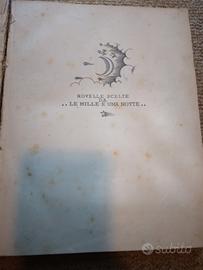 NOVELLE SCELTE
DA
.. LE MILLE E UNA NOTTE ..
subito